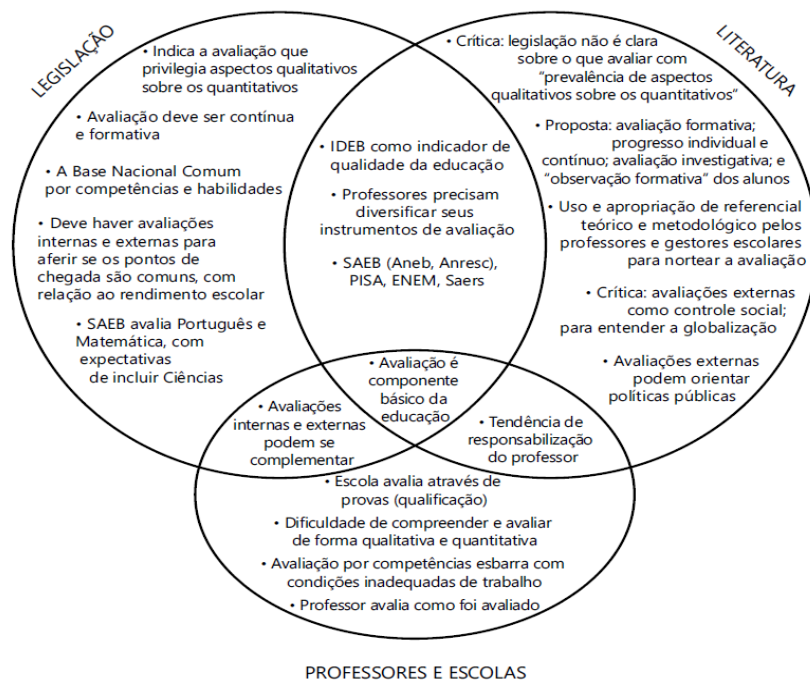 LEGISLAÇÃO
• Indica a avaliação que
privilegia aspectos qualitativos
sobre os quantitativos
• Avaliação deve ser contínua
e formativa
• A Base Nacional Comum
por competências e habilidades
• Deve haver avaliações
internas e externas para
aferir se os pontos de
chegada são comuns, com
relação ao rendimento escolar
• SAEB avalia Português e
Matemática, com
expectativas
de incluir Ciências
• IDEB como indicador de
qualidade da educação
• Professores precisam
diversificar seus
instrumentos de avaliação
• SAEB (Aneb, Anresc),
PISA, ENEM, Saers
LITERATURA
• Crítica: legislação não é clara
sobre o que avaliar com
“prevalência de aspectos
qualitativos sobre os quantitativos”
• Proposta: avaliação formativa;
progresso individual e
contínuo; avaliação investigativa; e
“observação formativa” dos alunos
• Uso e apropriação de referencial
teórico e metodológico pelos
professores e gestores escolares
para nortear a avaliação
• Crítica: avaliações externas
como controle social;
para entender a globalização
• Avaliações externas
podem orientar
políticas públicas
• Avaliação é
componente
básico da
educação
• Avaliações
internas e externas
podem se
complementar
• Tendência de
responsabilização
do professor
• Escola avalia através de
provas (qualificação)
• Dificuldade de compreender e avaliar
de forma qualitativa e quantitativa
• Avaliação por competências esbarra com
condições inadequadas de trabalho
• Professor avalia como foi avaliado
PROFESSORES E ESCOLAS